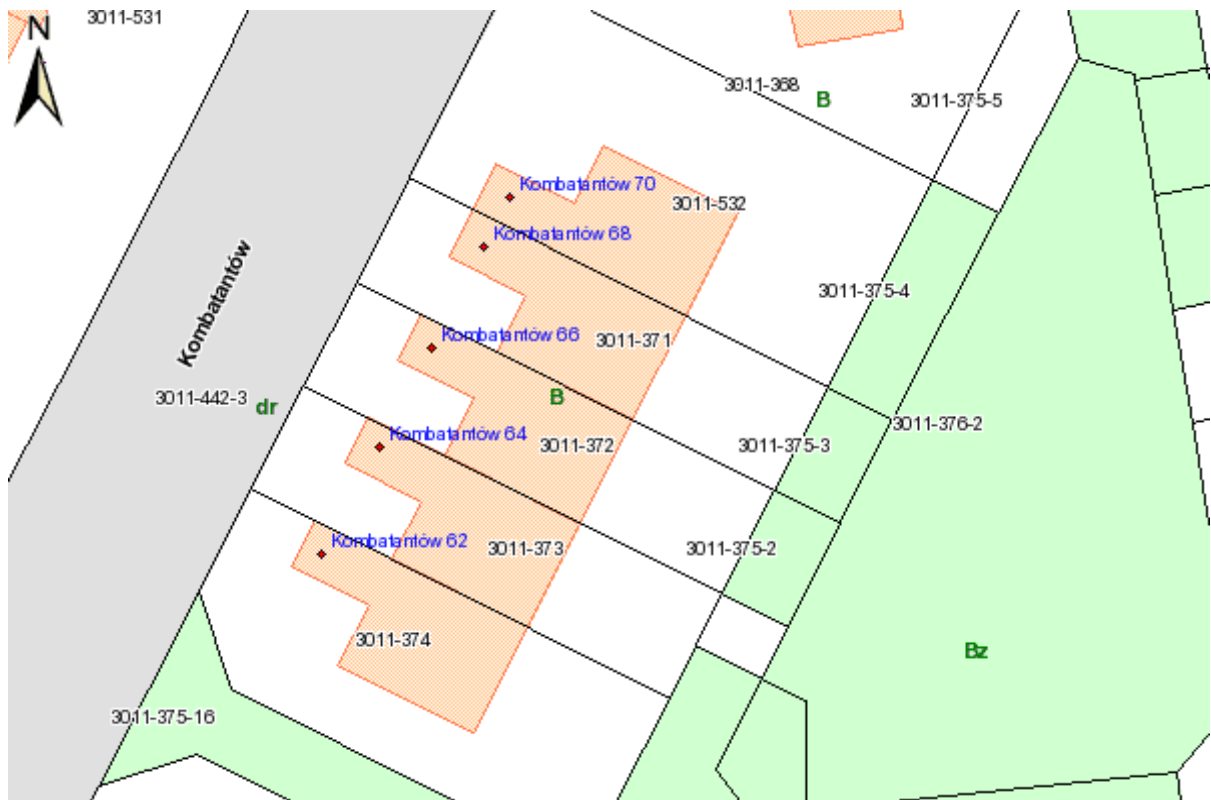 3011-531
N
3011-368
B
3011-375-5
Kombatantów 70
3011-532
Kombatantów 68
3011-375-4
Kombatantów
Kombatantów 66
3011-371
3011-442-3
dr
B
3011-376-2
Kombatantów 64
3011-372
3011-375-3
Kombatantów 62
3011-373
3011-375-2
3011-374
Bz
3011-375-16